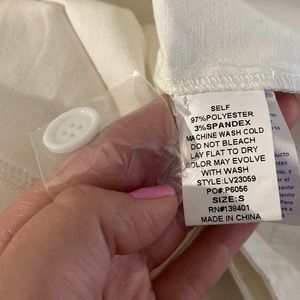 SELF
97%POLYESTER
3%SPANDEX
MACHINE WASH COLD
DO NOT BLEACH
LAY FLAT TO DRY
COLOR MAY EVOLVE
WITH WASH
STYLE:LV23059
PO#:P6056
SIZE:S
RN#138401
MADE IN CHINA